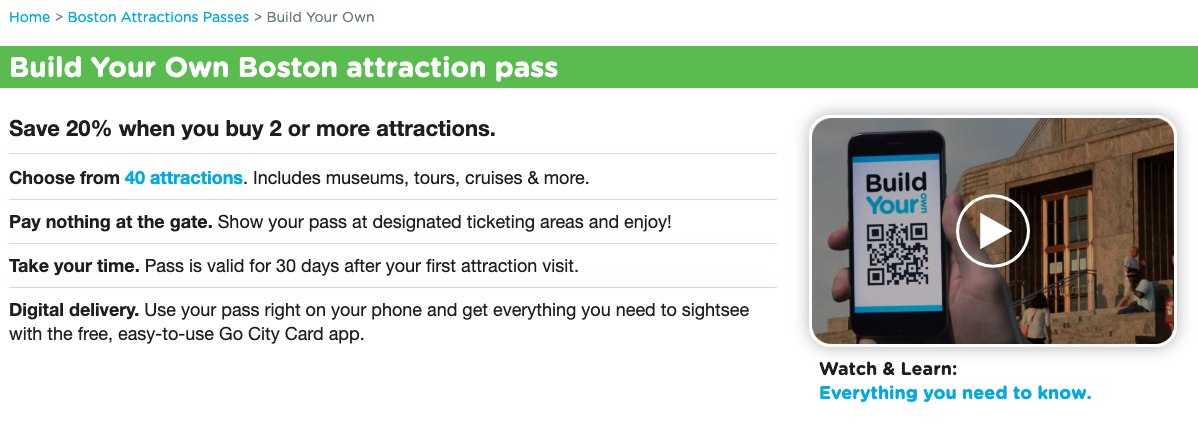 Home > Boston Attractions Passes > Build Your Own
Build Your Own Boston attraction pass
Save 20% when you buy 2 or more attractions.
Choose from 40 attractions. Includes museums, tours, cruises & more.
Pay nothing at the gate. Show your pass at designated ticketing areas and enjoy!
Take your time. Pass is valid for 30 days after your first attraction visit.
Digital delivery. Use your pass right on your phone and get everything you need to sightsee
with the free, easy-to-use Go City Card app.
Build
Your own
Watch & Learn:
Everything you need to know.